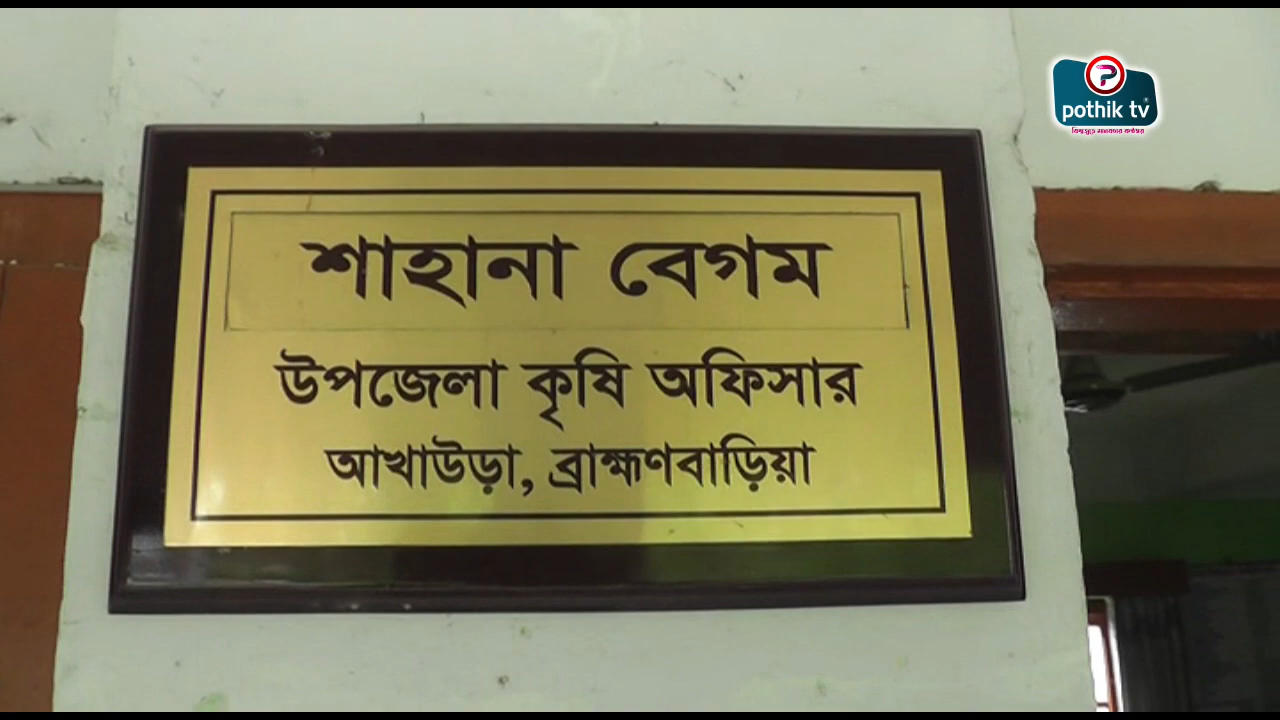 pothik tv
শাহানা বেগম
উপজেলা কৃষি অফিসার
আখাউড়া, ব্রাহ্মণবাড়িয়া